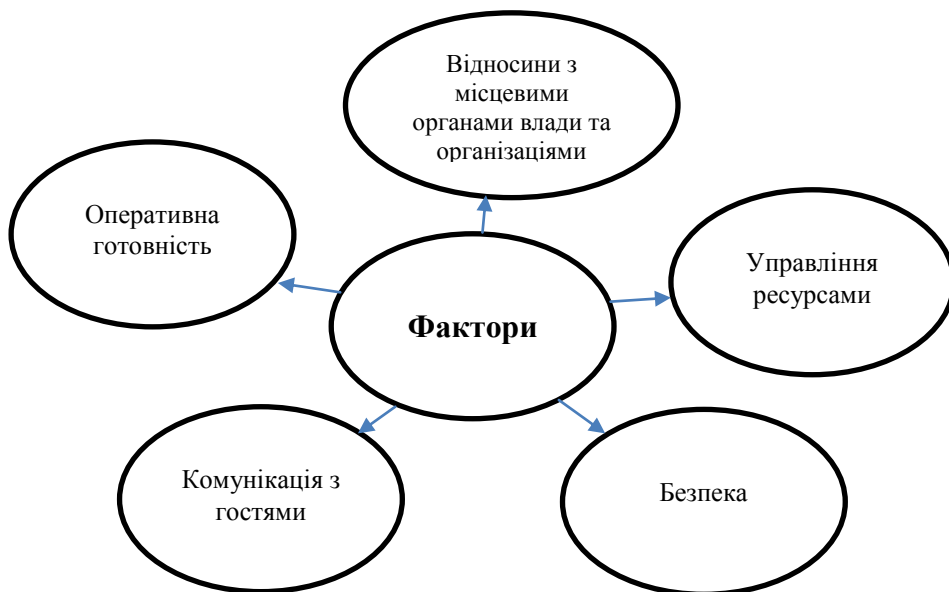 Відносини з
місцевими
органами влади та
організаціями
Оперативна
готовність
Управління
ресурсами
Фактори
Комунікація з
гостями
Безпека